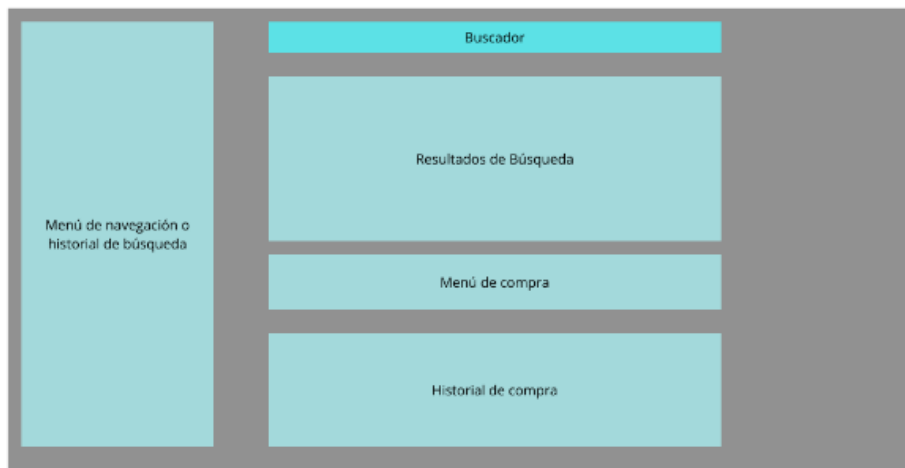 Buscador
Resultados de Búsqueda
Menú de navegación o
historial de búsqueda
Menú de compra
Historial de compra